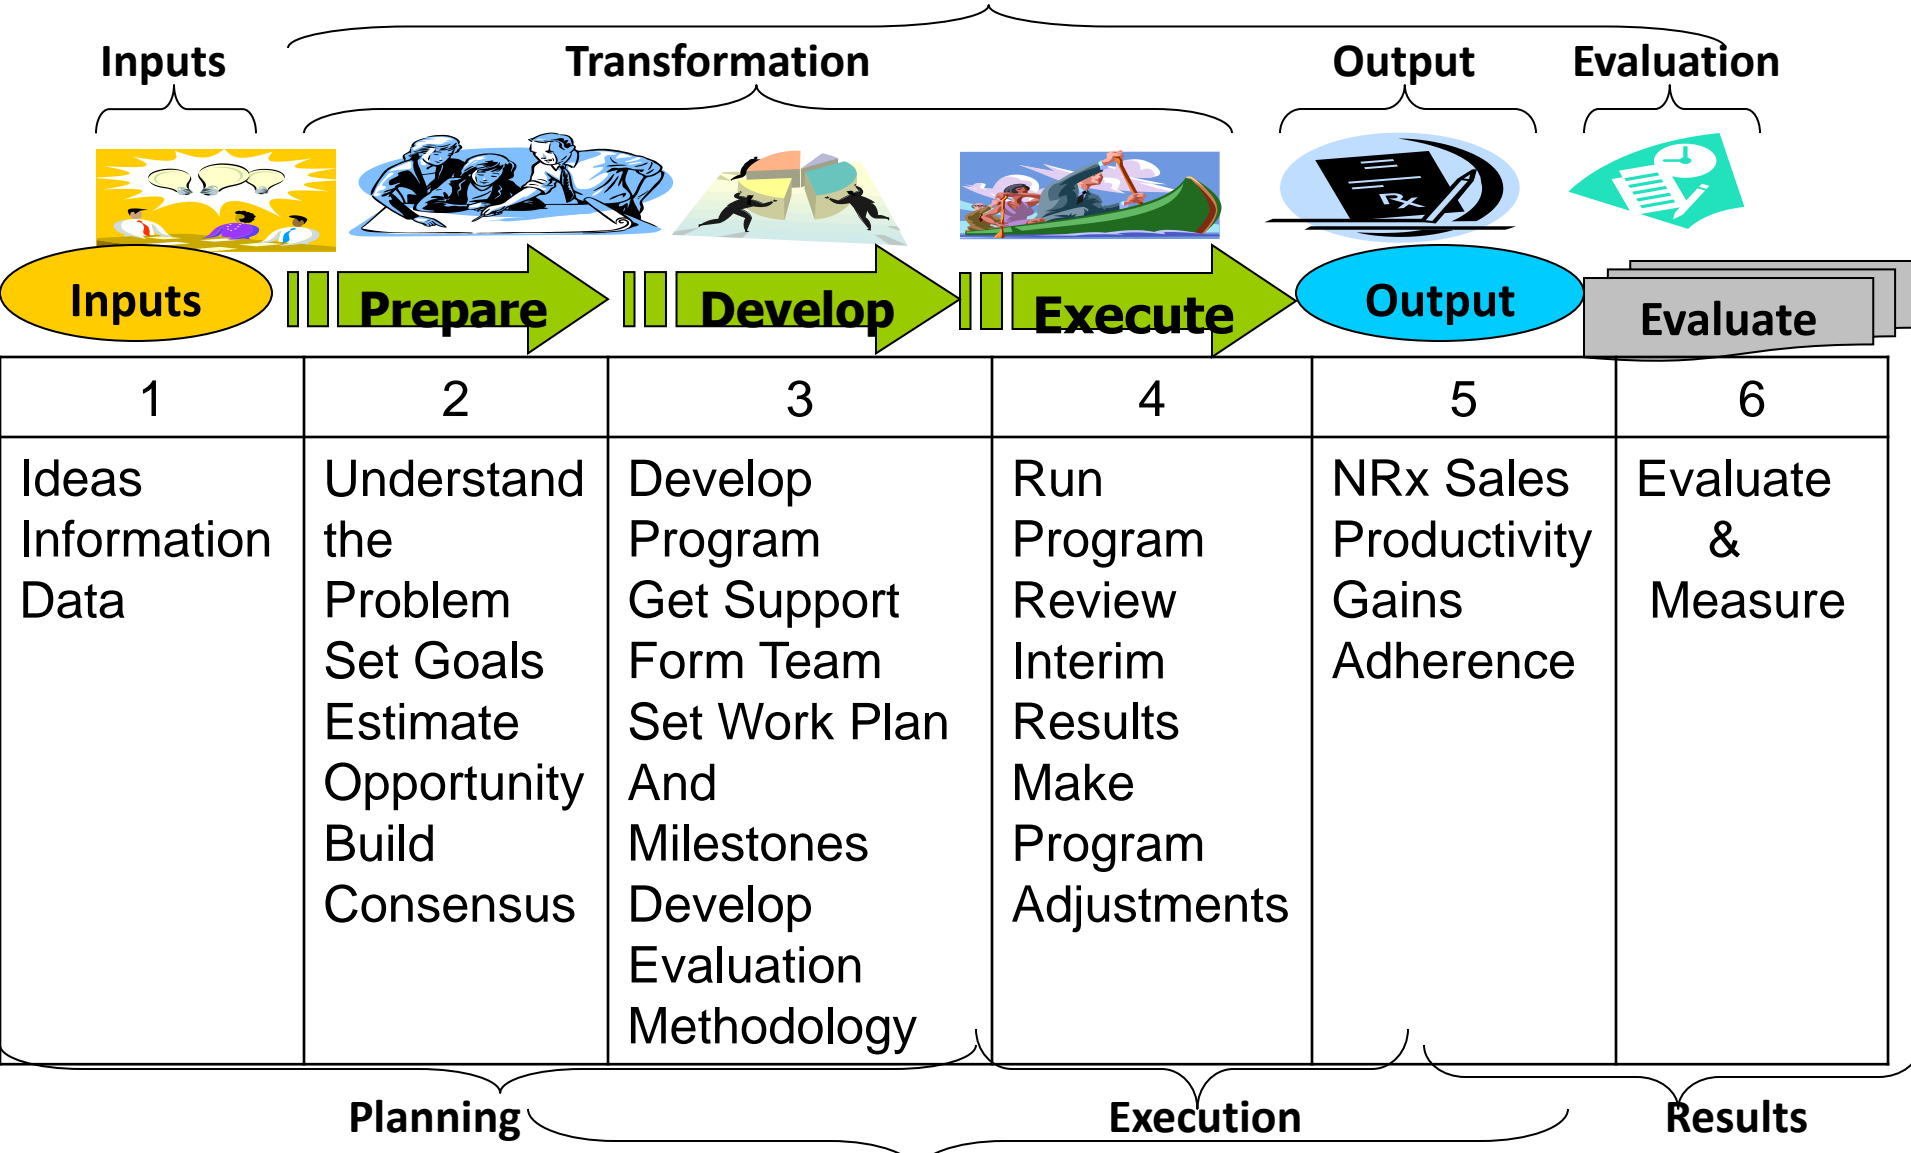 Inputs
Transformation
Output
Evaluation
Rx
Inputs
Prepare
Develop
Execute
Output
Evaluate
1
2
3
4
5
6
Ideas
Information
Data
Understand
the
Problem
Set Goals
Estimate
Opportunity
Build
Consensus
Develop
Program
Get Support
Form Team
Set Work Plan
And
Milestones
Develop
Evaluation
Methodology
Run
Program
Review
Interim
Results
Make
Program
Adjustments
NRx Sales
Productivity
Gains
Adherence
Evaluate
&
Measure
Planning
Execution
Results